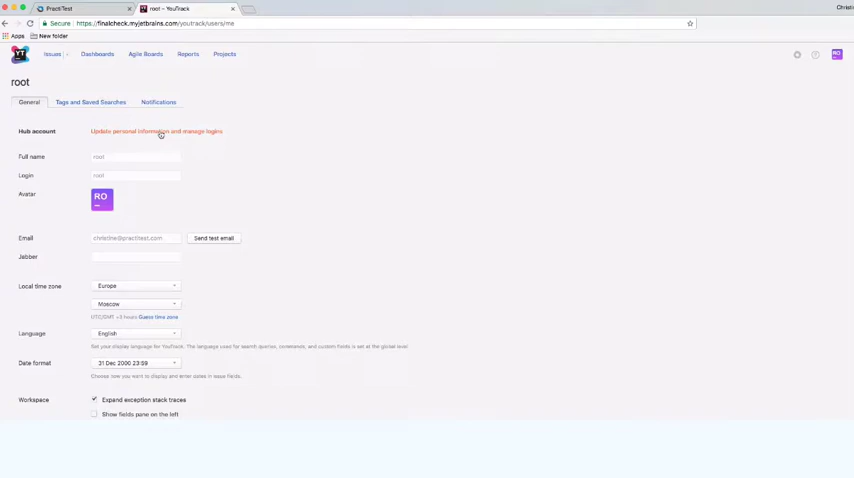 PractiTest
root – YouTrack
Christi
Secure https://finalcheck.myjetbrains.com/youtrack/users/me
Apps New folder
YT Issues Dashboards Agile Boards Reports Projects RO
root
General Tags and Saved Searches Notifications
Hub account Update personal information and manage logins
Full name root
Login root
Avatar RO
Email christine@practitest.com Send test email
Jabber
Local time zone Europe
Moscow
UTC/GMT +3 hours Guess time zone
Language English
Set your display language for YouTrack. The language used for search queries, commands, and custom fields is set at the global level.
Date format 31 Dec 2000 23:59
Choose how you want to display and enter dates in issue fields.
Workspace Expand exception stack traces
Show fields pane on the left